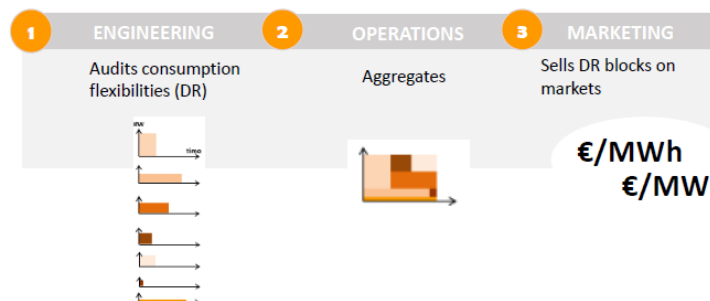 1 ENGINEERING
2 OPERATIONS
3 MARKETING
Audits consumption
flexibilities (DR)
Aggregates
Sells DR blocks on
markets
MW
time
€/MWh
€/MW